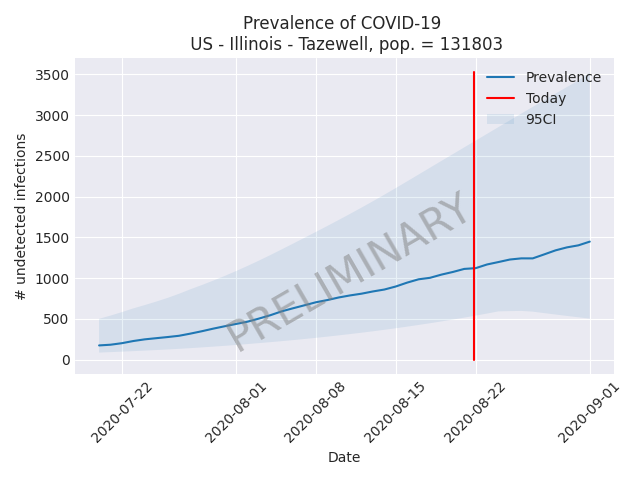 Prevalence of COVID-19
US - Illinois - Tazewell, pop. = 131803
# undetected infections
3500
3000
2500
2000
1500
1000
500
0
Prevalence
Today
95CI
PRELIMINARY
2020-07-22
2020-08-01
2020-08-08
2020-08-15
2020-08-22
2020-09-01
Date